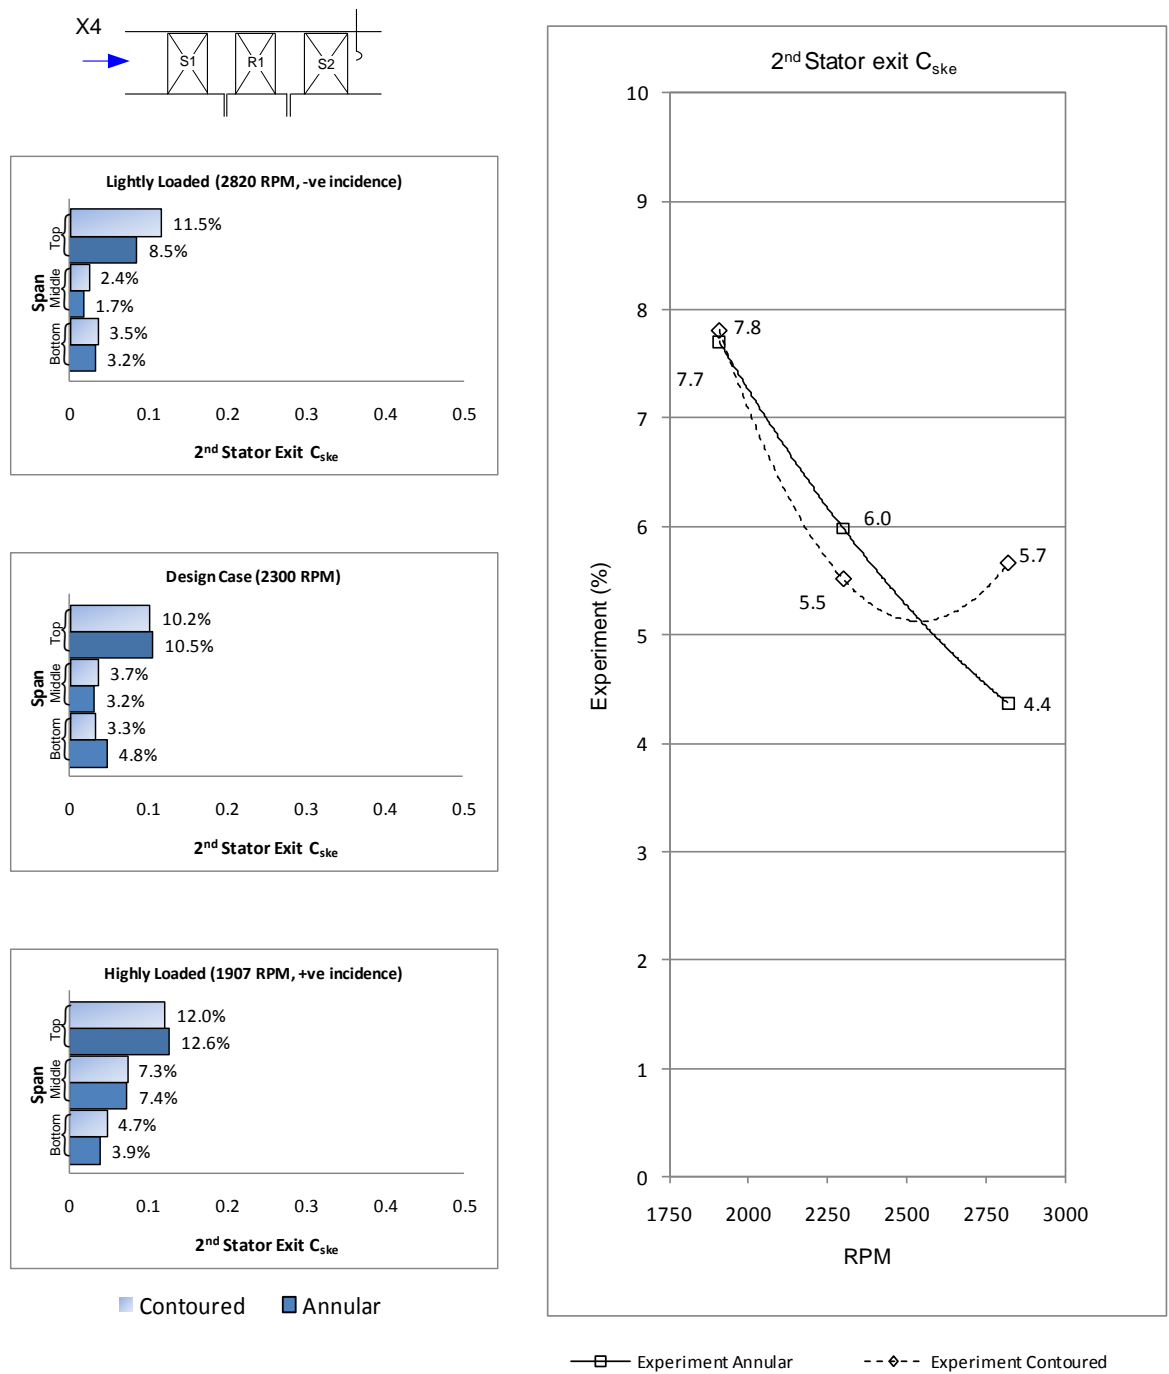 X4
S1 R1 S2
Lightly Loaded (2820 RPM, -ve incidence)
Span
Top
Middle
Bottom
11.5%
8.5%
2.4%
1.7%
3.5%
3.2%
0 0.1 0.2 0.3 0.4 0.5
2nd Stator Exit Cske
Design Case (2300 RPM)
Span
Top
Middle
Bottom
10.2%
10.5%
3.7%
3.2%
3.3%
4.8%
0 0.1 0.2 0.3 0.4 0.5
2nd Stator Exit Cske
Highly Loaded (1907 RPM, +ve incidence)
Span
Top
Middle
Bottom
12.0%
12.6%
7.3%
7.4%
4.7%
3.9%
0 0.1 0.2 0.3 0.4 0.5
2nd Stator Exit Cske
Contoured Annular
2nd Stator exit Cske
Experiment (%)
10
9
8
7
6
5
4
3
2
1
0
7.8
7.7
6.0
5.5
5.7
4.4
1750 2000 2250 2500 2750 3000
RPM
Experiment Annular Experiment Contoured